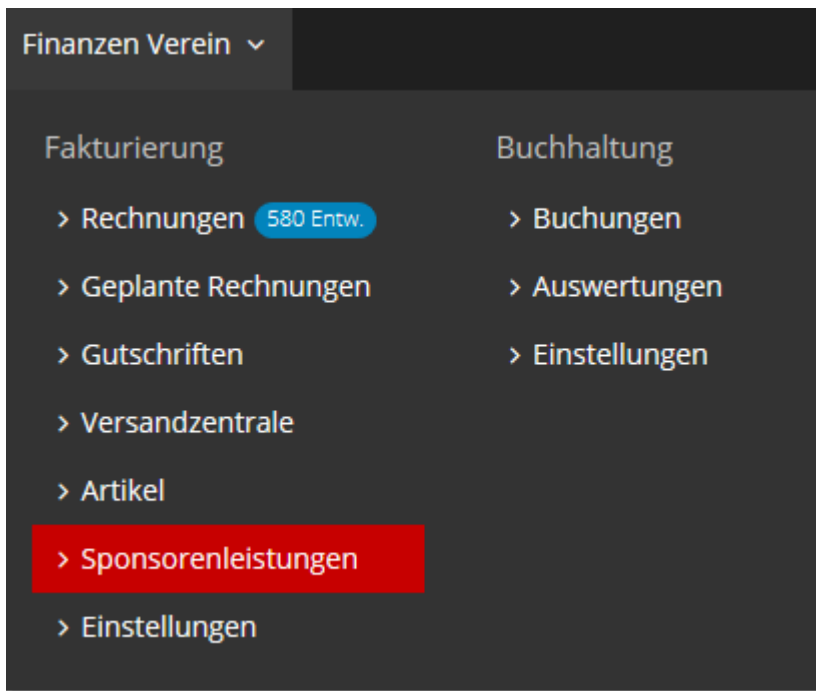 Finanzen Verein
Fakturierung
Rechnungen 580 Entw.
Geplante Rechnungen
Gutschriften
Versandzentrale
Artikel
Sponsorenleistungen
Einstellungen
Buchhaltung
Buchungen
Auswertungen
Einstellungen